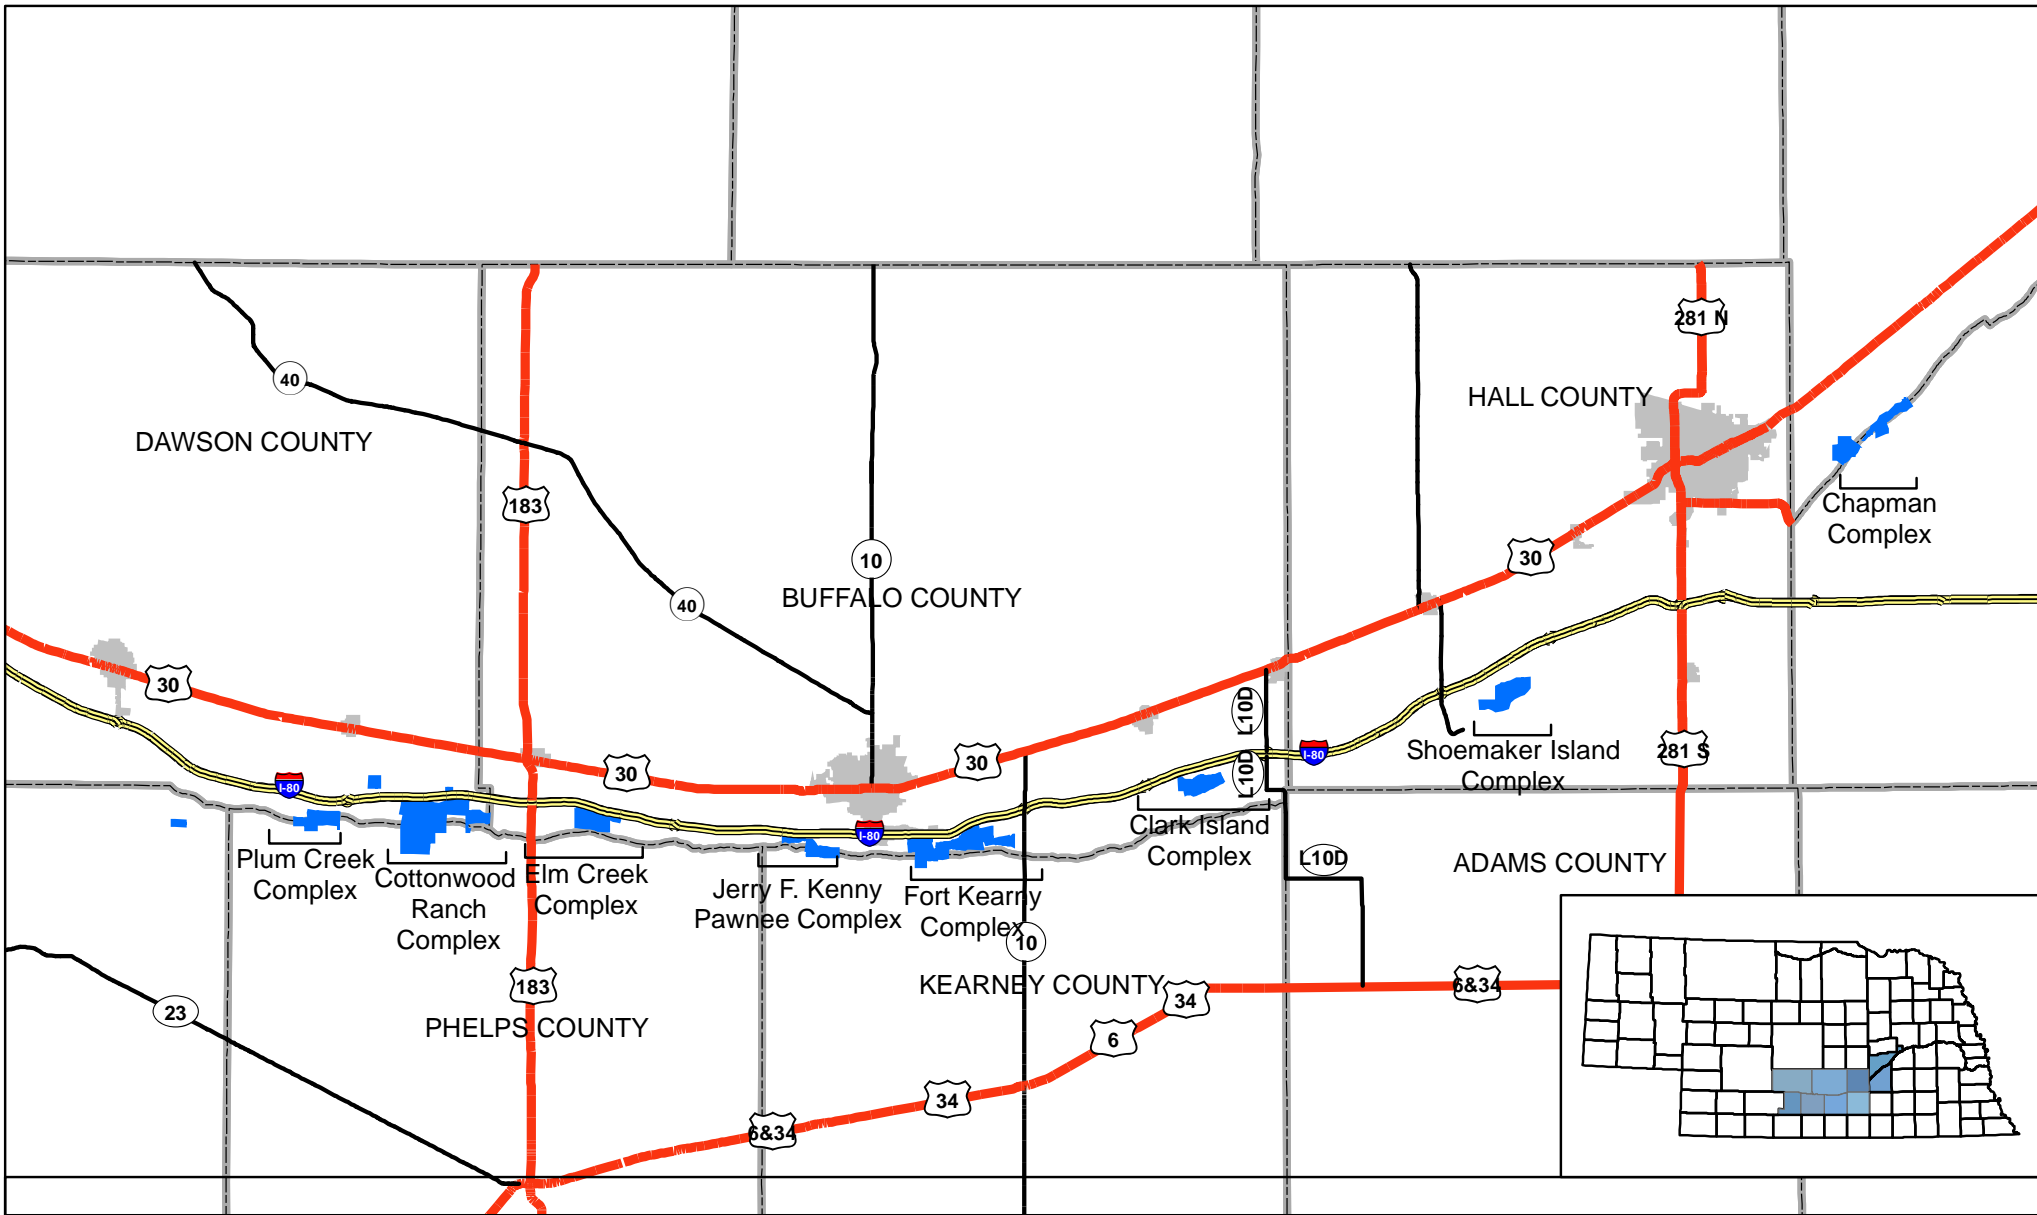 281 N
40
HALL COUNTY
DAWSON COUNTY
183
Chapman
Complex
10
30
BUFFALO COUNTY
40
30
L10D
30
30
I-80
L10D
Shoemaker Island
Complex
281 S
I-80
I-80
Clark Island
Complex
Plum Creek
Complex
Cottonwood
Ranch
Complex
Elm Creek
Complex
Jerry F. Kenny
Pawnee Complex
Fort Kearny
Complex
L10D
ADAMS COUNTY
10
183
KEARNEY COUNTY
34
6&34
23
PHELPS COUNTY
6
34
6&34